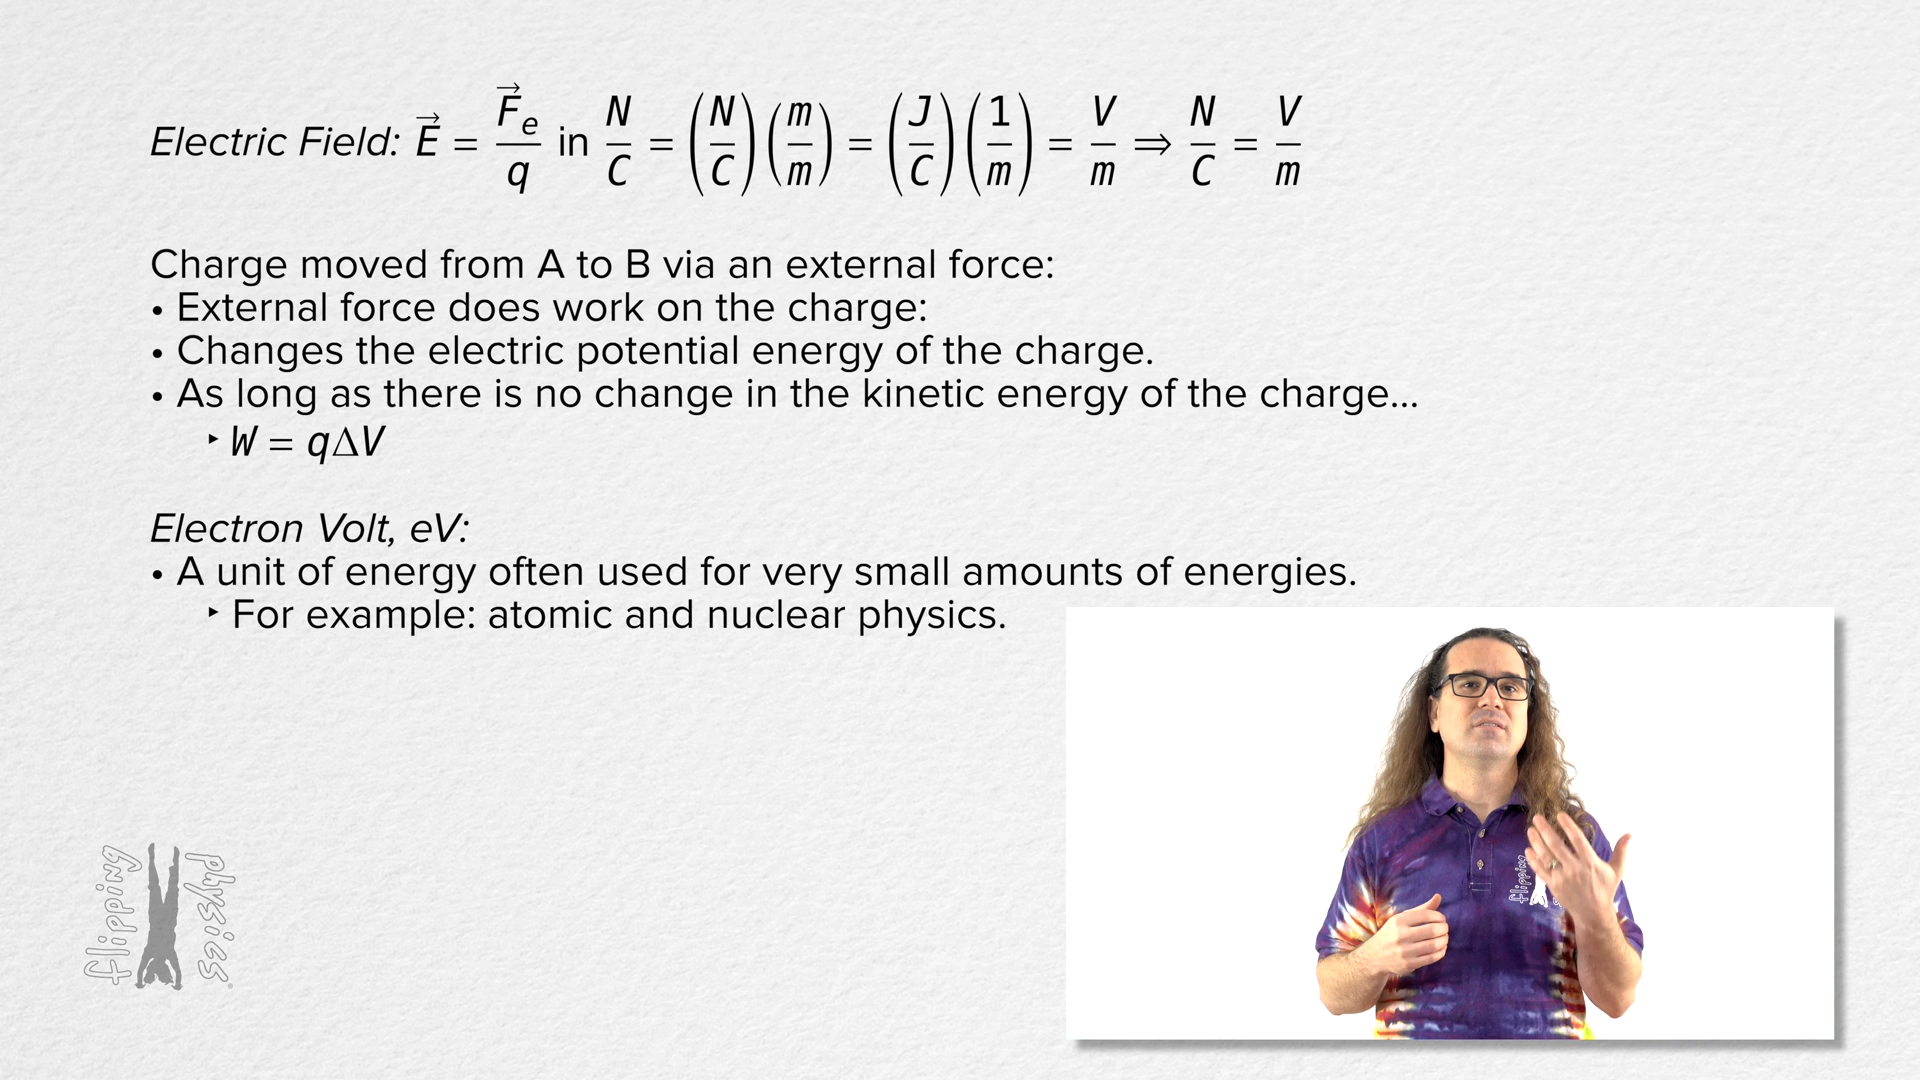 Electric Field: E⃗ = F⃗e/q in N/C = (N/C)(m/m) = (J/C)(1/m) = V/m ⇒ N/C = V/m
Charge moved from A to B via an external force:
• External force does work on the charge:
• Changes the electric potential energy of the charge.
• As long as there is no change in the kinetic energy of the charge...
‣ W = qΔV
Electron Volt, eV:
• A unit of energy often used for very small amounts of energies.
‣ For example: atomic and nuclear physics.
flipping
physics
flipping